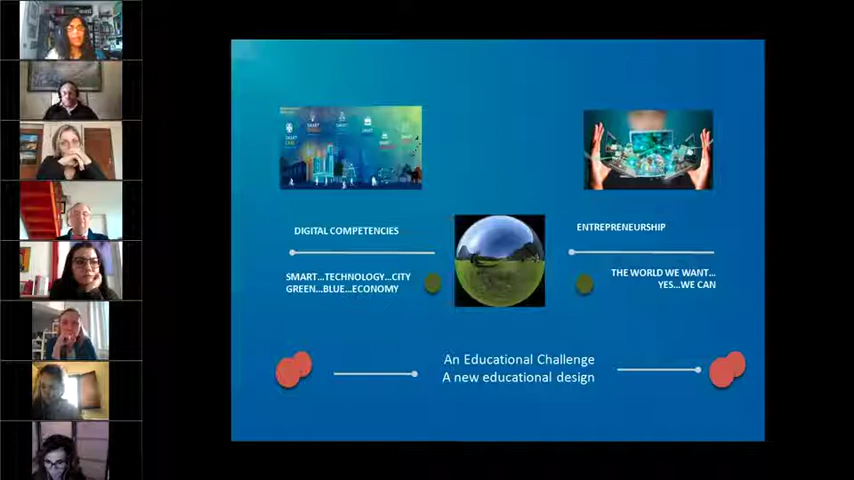 DIGITAL COMPETENCIES
SMART...TECHNOLOGY...CITY
GREEN...BLUE...ECONOMY
ENTREPRENEURSHIP
THE WORLD WE WANT...
YES...WE CAN
An Educational Challenge
A new educational design